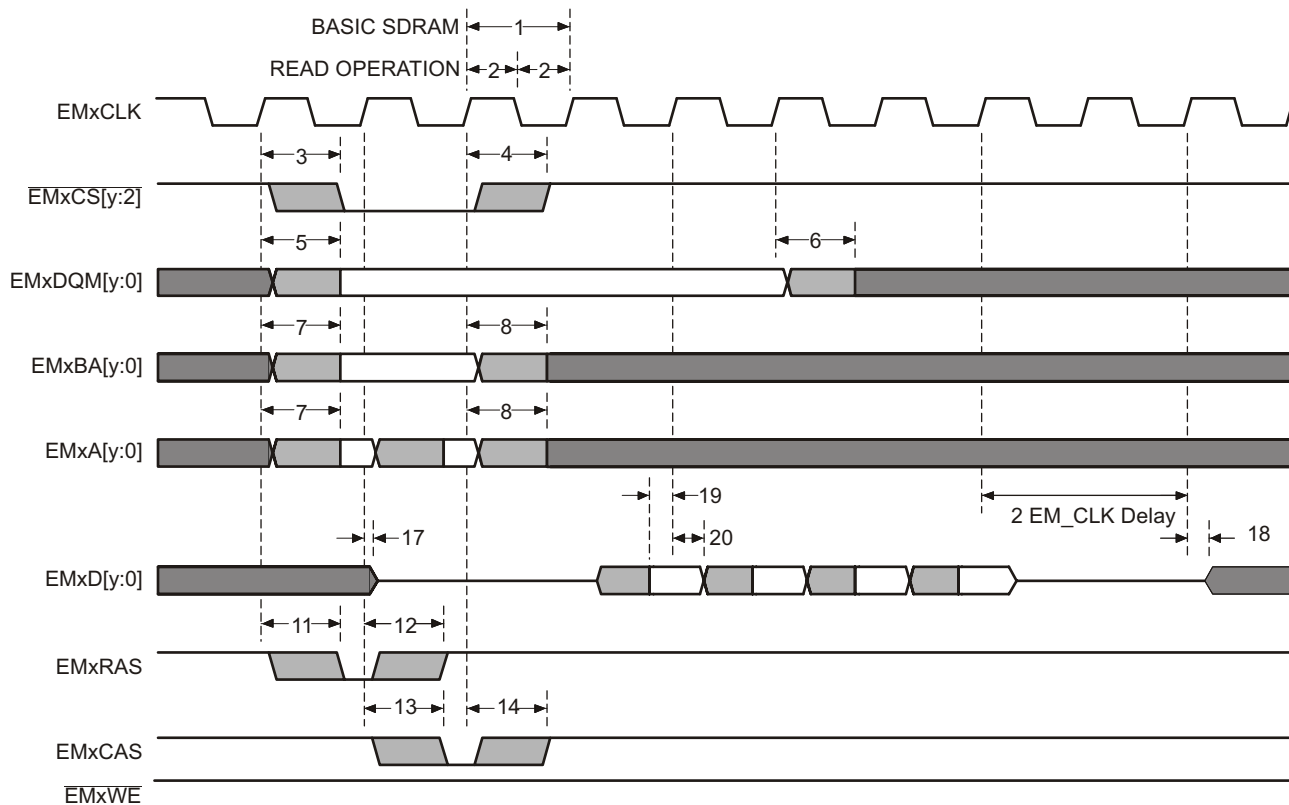 BASIC SDRAM
1
READ OPERATION
2 2
EMxCLK
3 4
EMxCS[y:2]
5 6
EMxDQM[y:0]
7 8
EMxBA[y:0]
7 8
EMxA[y:0]
19
2 EM_CLK Delay
17 20 18
EMxD[y:0]
11 12
EMxRAS
13 14
EMxCAS
EMxWE